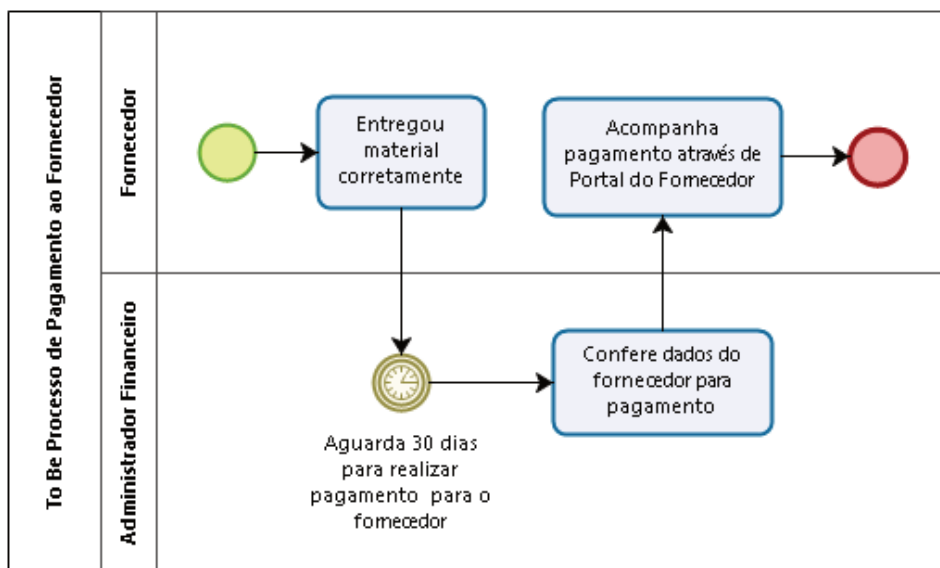 To Be Processo de Pagamento ao Fornecedor
Fornecedor
Entregou
material
corretamente
Acompanha
pagamento através de
Portal do Fornecedor
Administrador Financeiro
Aguarda 30 dias
para realizar
pagamento para o
fornecedor
Confere dados do
fornecedor para
pagamento